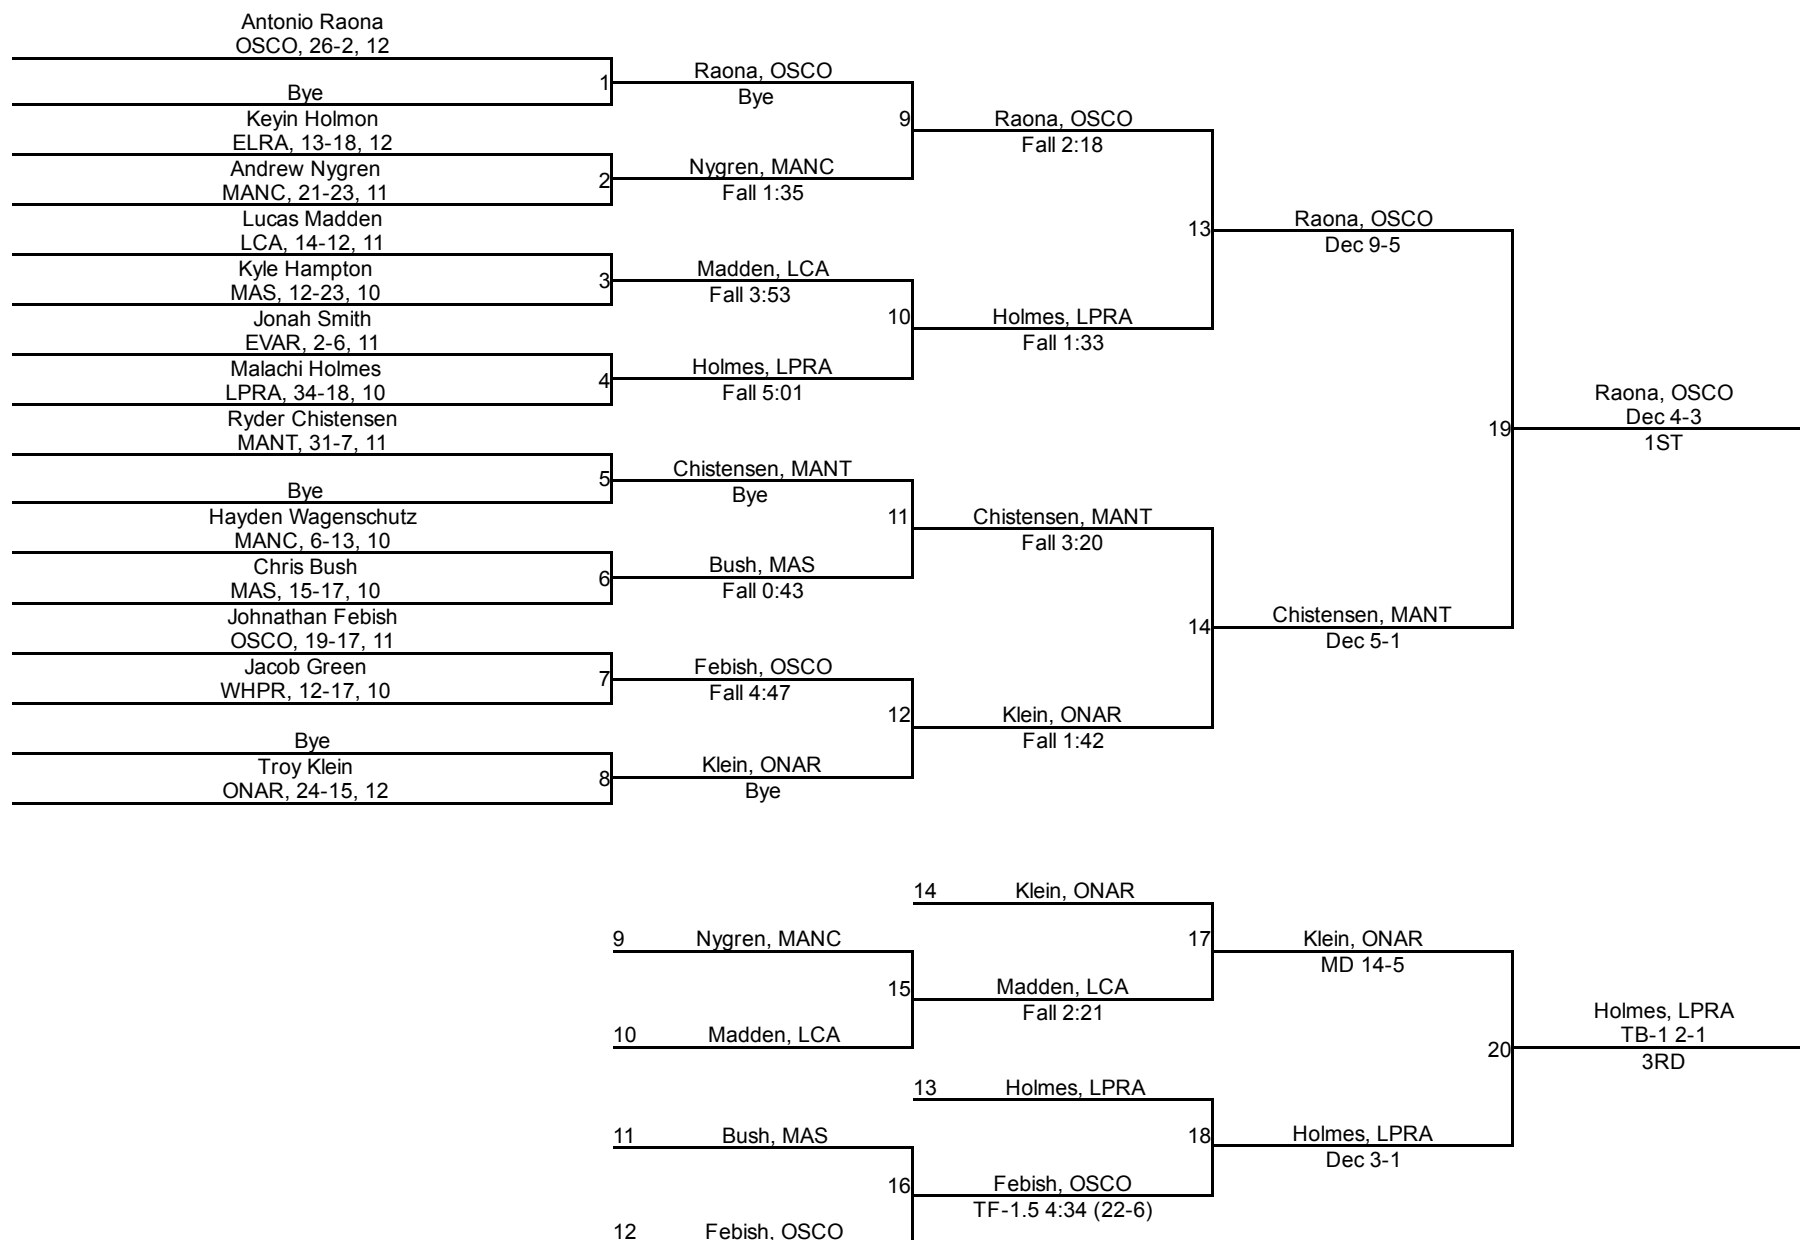 Antonio Raona
OSCO, 26-2, 12
1
Bye
Raona, OSCO
Bye
Keyin Holmon
ELRA, 13-18, 12
9
Raona, OSCO
Fall 2:18
Andrew Nygren
MANC, 21-23, 11
2
Nygren, MANC
Fall 1:35
Lucas Madden
LCA, 14-12, 11
13
Raona, OSCO
Dec 9-5
Kyle Hampton
MAS, 12-23, 10
3
Madden, LCA
Fall 3:53
Jonah Smith
EVAR, 2-6, 11
10
Holmes, LPRA
Fall 1:33
Malachi Holmes
LPRA, 34-18, 10
4
Holmes, LPRA
Fall 5:01
Ryder Chistensen
MANT, 31-7, 11
19
Raona, OSCO
Dec 4-3
1ST
5
Chistensen, MANT
Bye
Bye
Hayden Wagenschutz
MANC, 6-13, 10
11
Chistensen, MANT
Fall 3:20
Chris Bush
MAS, 15-17, 10
6
Bush, MAS
Fall 0:43
Johnathan Febish
OSCO, 19-17, 11
14
Chistensen, MANT
Dec 5-1
Jacob Green
WHPR, 12-17, 10
7
Febish, OSCO
Fall 4:47
12
Klein, ONAR
Fall 1:42
Bye
Troy Klein
ONAR, 24-15, 12
8
Klein, ONAR
Bye
14 Klein, ONAR
9 Nygren, MANC
17
Klein, ONAR
MD 14-5
15
Madden, LCA
Fall 2:21
10 Madden, LCA
20
Holmes, LPRA
TB-1 2-1
3RD
13 Holmes, LPRA
11 Bush, MAS
18
Holmes, LPRA
Dec 3-1
16
Febish, OSCO
TF-1.5 4:34 (22-6)
12 Febish, OSCO